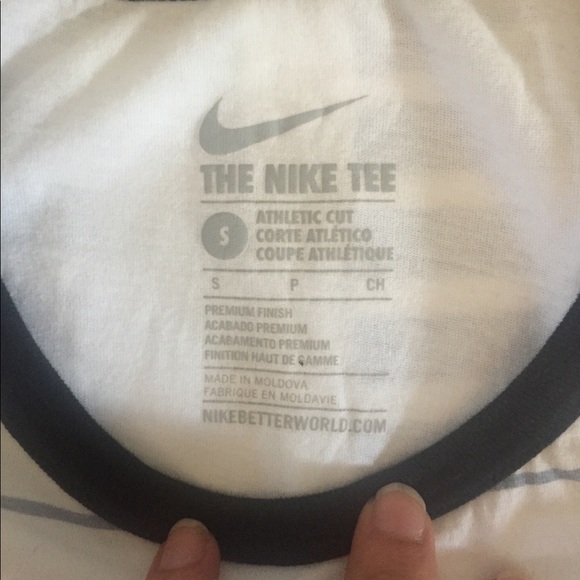 THE NIKE TEE
S
ATHLETIC CUT
CORTE ATLÉTICO
COUPE ATHLÉTIQUE
S P CH
PREMIUM FINISH
ACABADO PREMIUM
ACABAMENTO PREMIUM
FINITION HAUT DE GAMME
MADE IN MOLDOVA
FABRIQUE EN MOLDAVIE
NIKEBETTERWORLD.COM